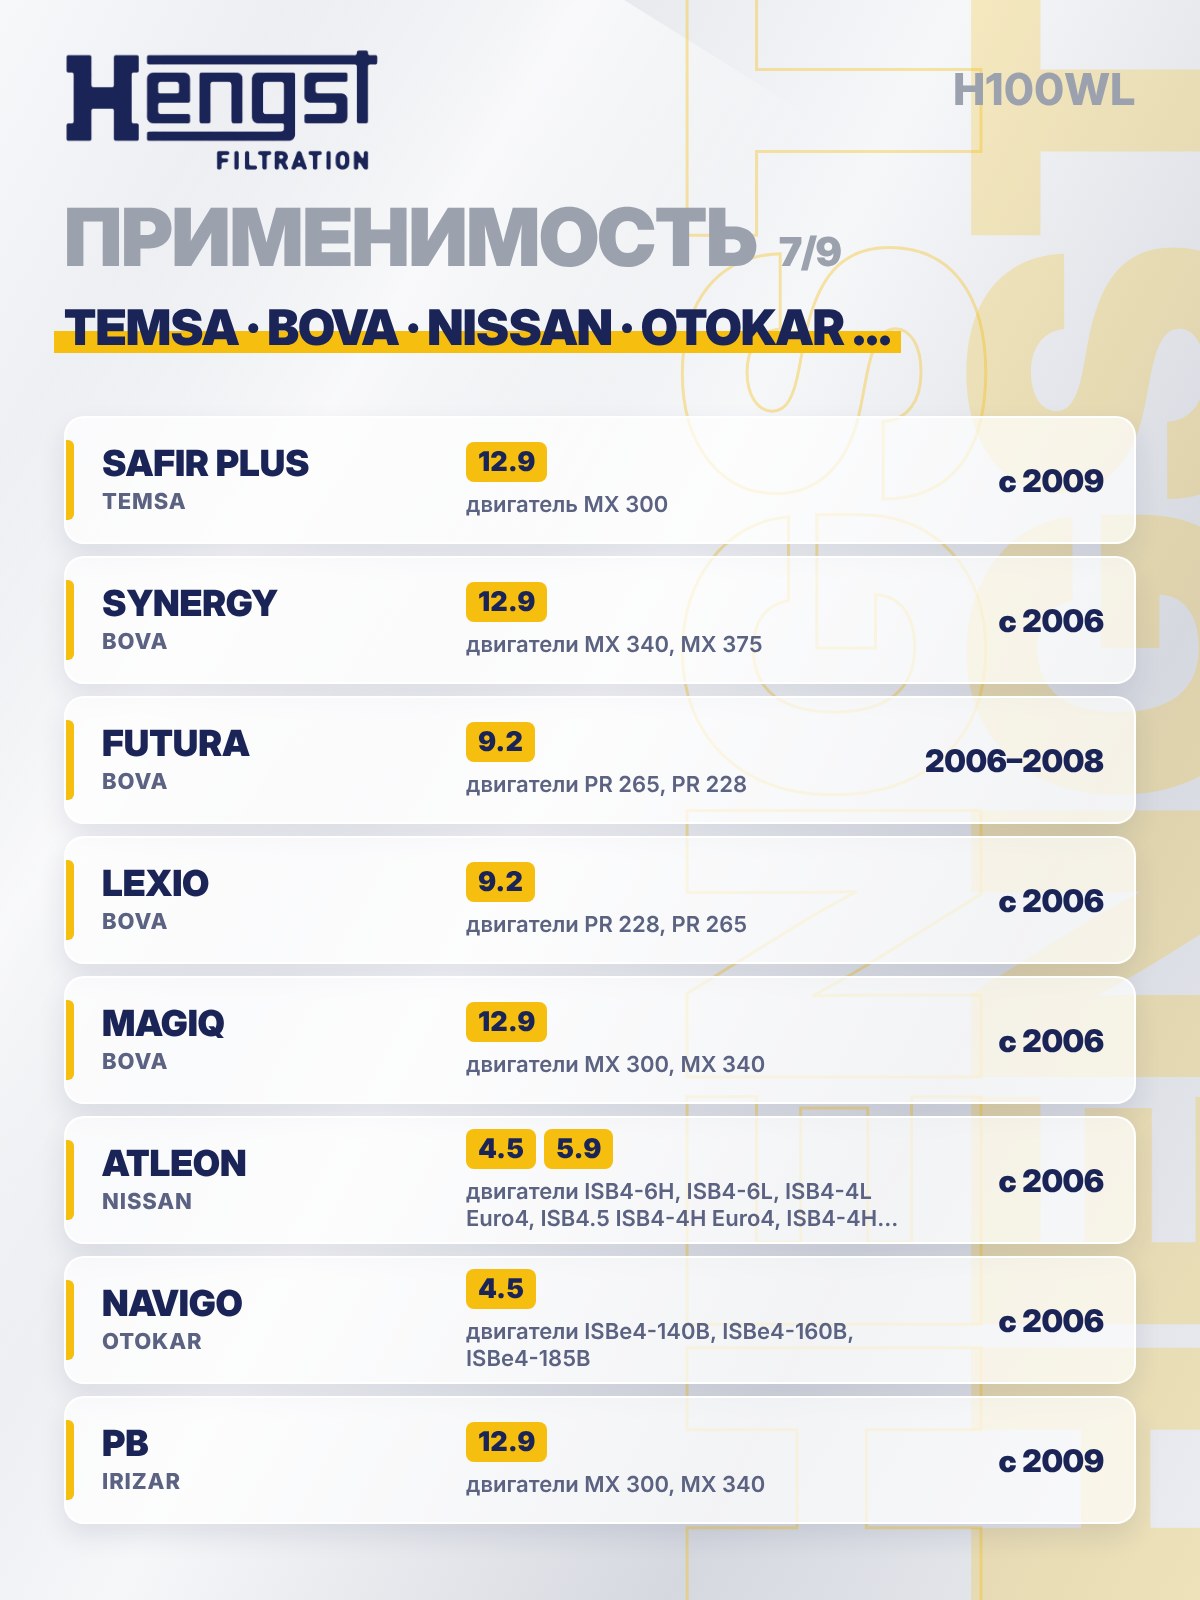 Hengst
FILTRATION
H100WL
ПРИМЕНИМОСТЬ 7/9
TEMSA · BOVA · NISSAN · OTOKAR ...
SAFIR PLUS
TEMSA
12.9
двигатель MX 300
с 2009
SYNERGY
BOVA
12.9
двигатели MX 340, MX 375
с 2006
FUTURA
BOVA
9.2
двигатели PR 265, PR 228
2006–2008
LEXIO
BOVA
9.2
двигатели PR 228, PR 265
с 2006
MAGIQ
BOVA
12.9
двигатели MX 300, MX 340
с 2006
ATLEON
NISSAN
4.5 5.9
двигатели ISB4-6H, ISB4-6L, ISB4-4L
Euro4, ISB4.5 ISB4-4H Euro4, ISB4-4H...
с 2006
NAVIGO
OTOKAR
4.5
двигатели ISBe4-140B, ISBe4-160B,
ISBe4-185B
с 2006
PB
IRIZAR
12.9
двигатели MX 300, MX 340
с 2009
HENGST
HENGST